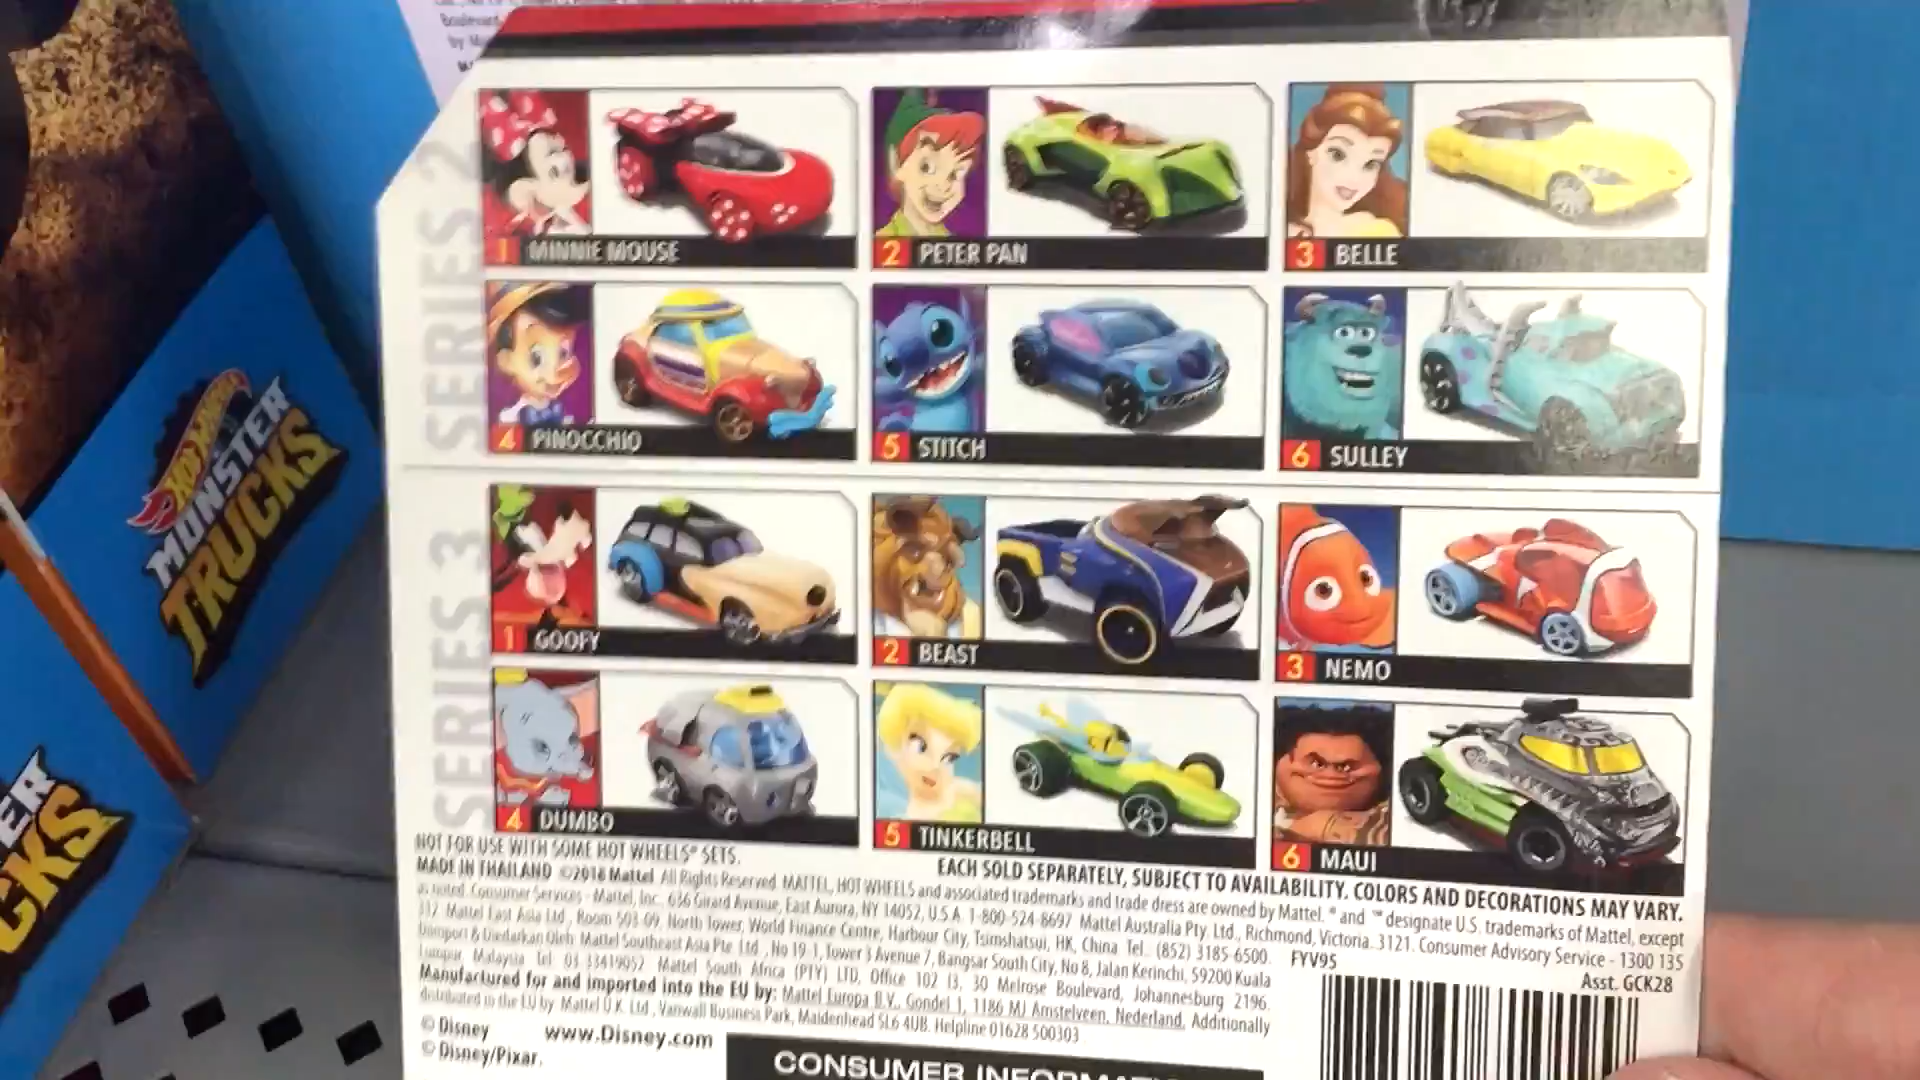 Boulevard
SERIES 2
1 MINNIE MOUSE
2 PETER PAN
3 BELLE
4 PINOCCHIO
5 STITCH
6 SULLEY
SERIES 3
1 GOOFY
2 BEAST
3 NEMO
4 DUMBO
5 TINKERBELL
6 MAUI
NOT FOR USE WITH SOME HOT WHEELS® SETS.
EACH SOLD SEPARATELY, SUBJECT TO AVAILABILITY. COLORS AND DECORATIONS MAY VARY.
MADE IN THAILAND ©2018 Mattel All Rights Reserved. MATTEL, HOT WHEELS and associated trademarks and trade dress are owned by Mattel. ® and ™ designate U.S. trademarks of Mattel, except
as noted. Consumer Services - Mattel, Inc., 636 Girard Avenue, East Aurora, NY 14052, U.S.A. 1-800-524-8697. Mattel Australia Pty. Ltd., Richmond, Victoria. 3121. Consumer Advisory Service - 1300 135
312. Mattel East Asia Ltd., Room 503-09, North Tower, World Finance Centre, Harbour City, Tsimshatsui, HK, China. Tel.: (852) 3185-6500.
Diimport & Diedarkan Oleh: Mattel Southeast Asia Pte. Ltd., No 19-1, Tower 3 Avenue 7, Bangsar South City, No 8, Jalan Kerinchi, 59200 Kuala
Lumpur, Malaysia. Tel: 03-33419052. Mattel South Africa (PTY) LTD, Office 102 I3, 30 Melrose Boulevard, Johannesburg 2196.
Manufactured for and imported into the EU by: Mattel Europa B.V., Gondel 1, 1186 MJ Amstelveen, Nederland. Additionally
distributed in the EU by: Mattel U.K. Ltd., Vanwall Business Park, Maidenhead SL6 4UB. Helpline 01628 500303
FYV95
Asst. GCK28
© Disney
www.Disney.com
© Disney/Pixar.
CONSUMER
HOT WHEELS
MONSTER
TRUCKS